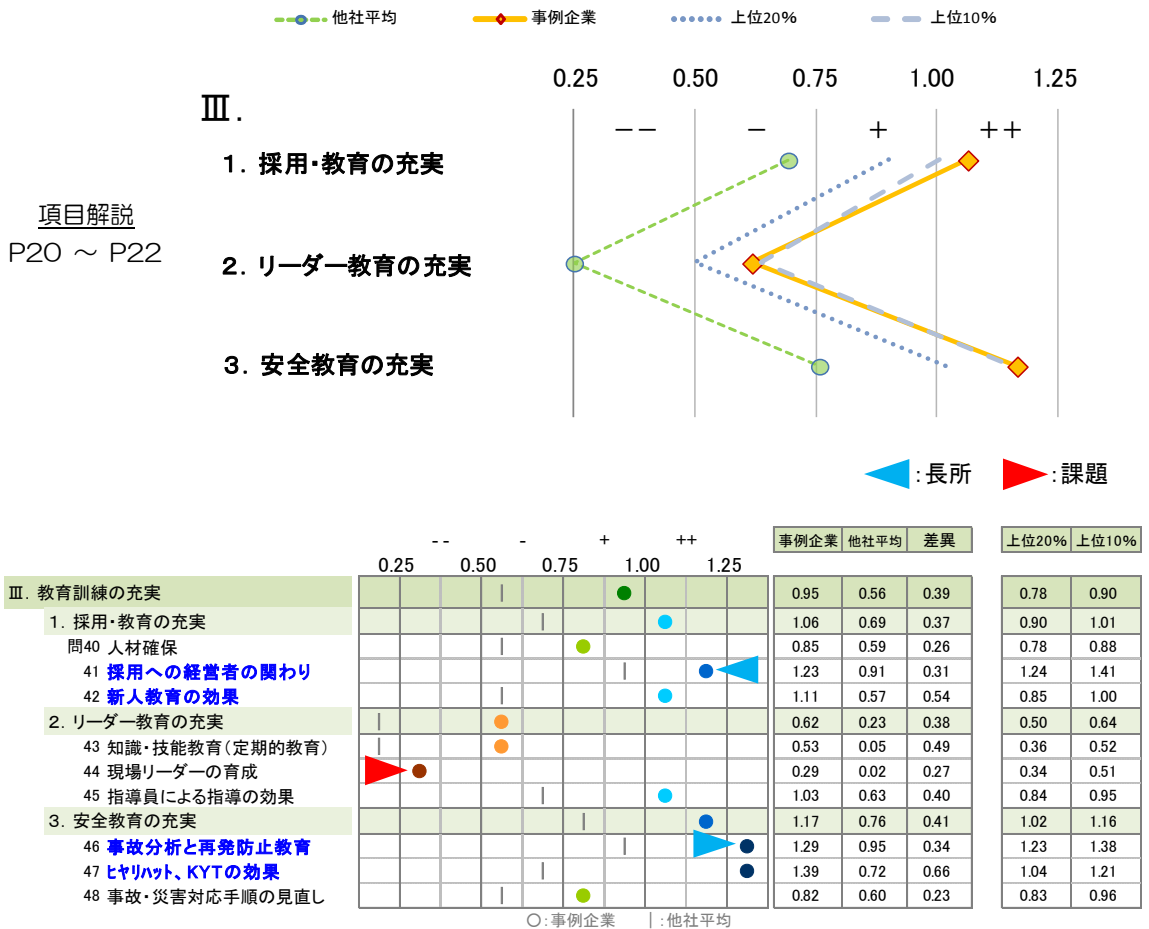 他社平均 事例企業 上位20% 上位10%
0.25 0.50 0.75 1.00 1.25
Ⅲ.
－－ － ＋ ＋＋
1. 採用・教育の充実
項目解説
P20 ～ P22
2. リーダー教育の充実
3. 安全教育の充実
:長所 :課題
-- - + ++
0.25 0.50 0.75 1.00 1.25
事例企業 他社平均 差異 上位20% 上位10%
Ⅲ. 教育訓練の充実 0.95 0.56 0.39 0.78 0.90
1. 採用・教育の充実 1.06 0.69 0.37 0.90 1.01
問40 人材確保 0.85 0.59 0.26 0.78 0.88
41 採用への経営者の関わり 1.23 0.91 0.31 1.24 1.41
42 新人教育の効果 1.11 0.57 0.54 0.85 1.00
2. リーダー教育の充実 0.62 0.23 0.38 0.50 0.64
43 知識・技能教育(定期的教育) 0.53 0.05 0.49 0.36 0.52
44 現場リーダーの育成 0.29 0.02 0.27 0.34 0.51
45 指導員による指導の効果 1.03 0.63 0.40 0.84 0.95
3. 安全教育の充実 1.17 0.76 0.41 1.02 1.16
46 事故分析と再発防止教育 1.29 0.95 0.34 1.23 1.38
47 ﾋﾔﾘﾊｯﾄ、KYTの効果 1.39 0.72 0.66 1.04 1.21
48 事故・災害対応手順の見直し 0.82 0.60 0.23 0.83 0.96
○:事例企業 |:他社平均